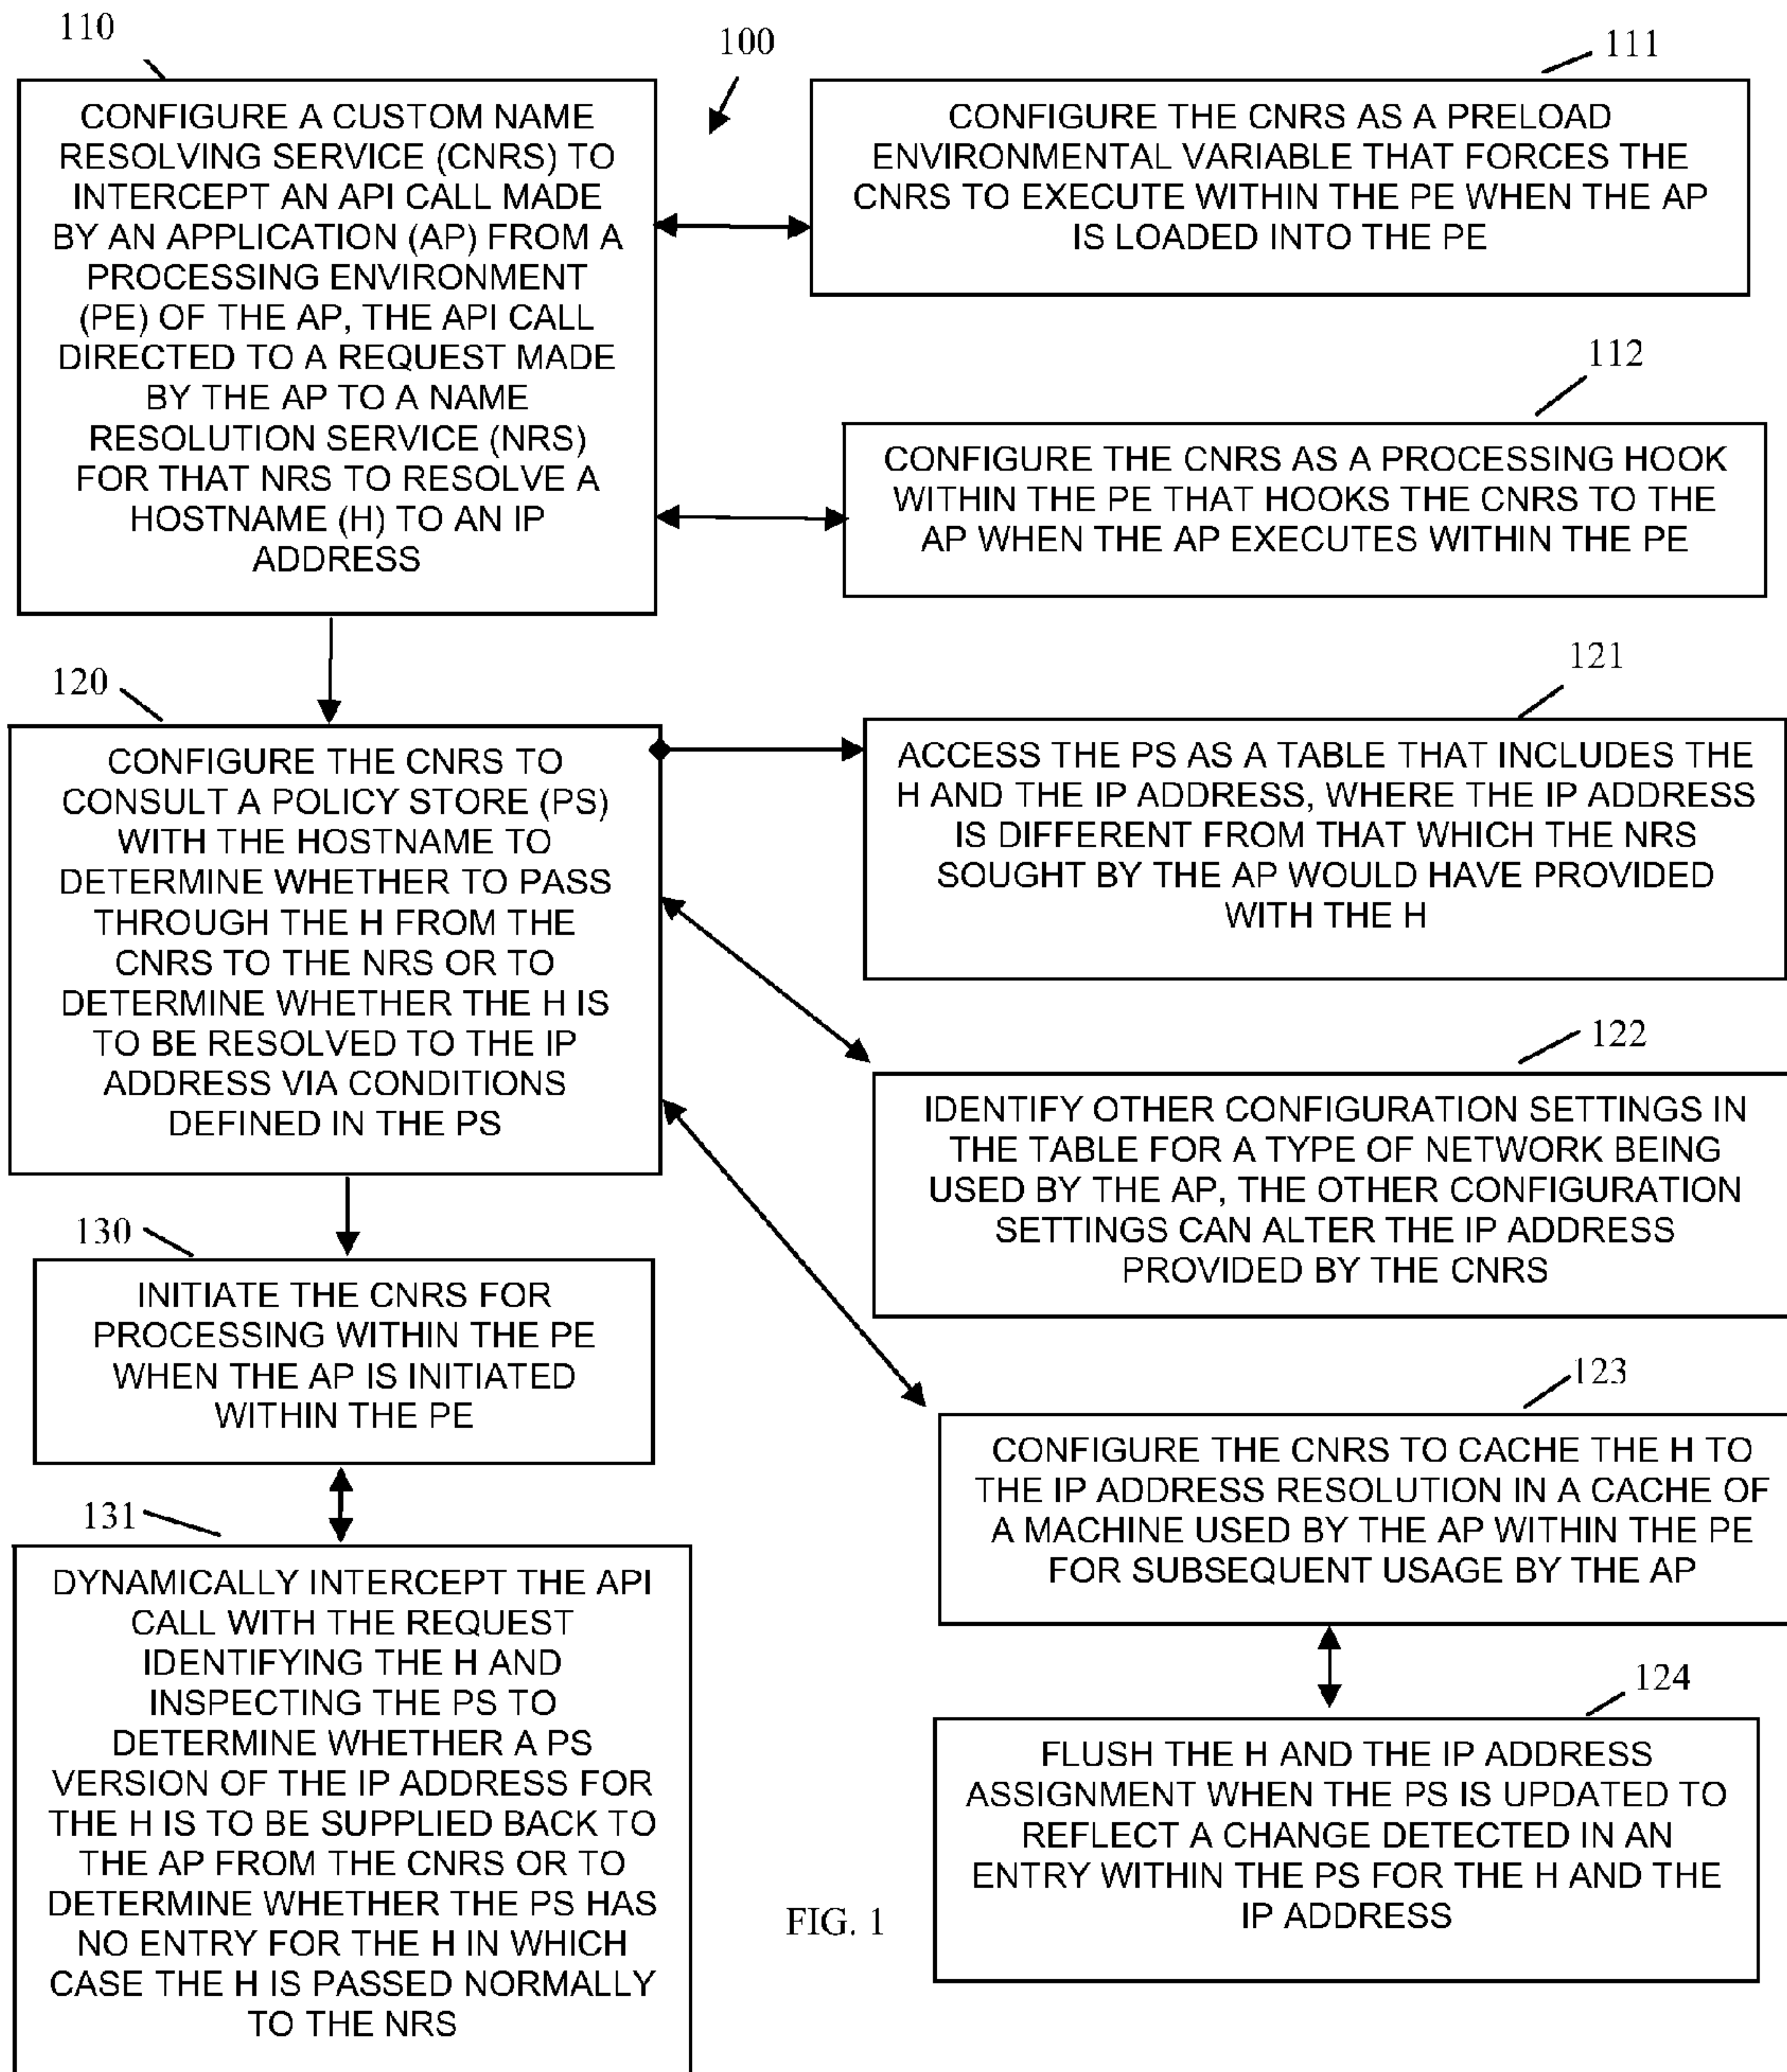 110
100
111
CONFIGURE A CUSTOM NAME
RESOLVING SERVICE (CNRS) TO
INTERCEPT AN API CALL MADE
BY AN APPLICATION (AP) FROM A
PROCESSING ENVIRONMENT
(PE) OF THE AP, THE API CALL
DIRECTED TO A REQUEST MADE
BY THE AP TO A NAME
RESOLUTION SERVICE (NRS)
FOR THAT NRS TO RESOLVE A
HOSTNAME (H) TO AN IP
ADDRESS
CONFIGURE THE CNRS AS A PRELOAD
ENVIRONMENTAL VARIABLE THAT FORCES THE
CNRS TO EXECUTE WITHIN THE PE WHEN THE AP
IS LOADED INTO THE PE
112
CONFIGURE THE CNRS AS A PROCESSING HOOK
WITHIN THE PE THAT HOOKS THE CNRS TO THE
AP WHEN THE AP EXECUTES WITHIN THE PE
120
CONFIGURE THE CNRS TO
CONSULT A POLICY STORE (PS)
WITH THE HOSTNAME TO
DETERMINE WHETHER TO PASS
THROUGH THE H FROM THE
CNRS TO THE NRS OR TO
DETERMINE WHETHER THE H IS
TO BE RESOLVED TO THE IP
ADDRESS VIA CONDITIONS
DEFINED IN THE PS
121
ACCESS THE PS AS A TABLE THAT INCLUDES THE
H AND THE IP ADDRESS, WHERE THE IP ADDRESS
IS DIFFERENT FROM THAT WHICH THE NRS
SOUGHT BY THE AP WOULD HAVE PROVIDED
WITH THE H
122
IDENTIFY OTHER CONFIGURATION SETTINGS IN
THE TABLE FOR A TYPE OF NETWORK BEING
USED BY THE AP, THE OTHER CONFIGURATION
SETTINGS CAN ALTER THE IP ADDRESS
PROVIDED BY THE CNRS
130
INITIATE THE CNRS FOR
PROCESSING WITHIN THE PE
WHEN THE AP IS INITIATED
WITHIN THE PE
123
CONFIGURE THE CNRS TO CACHE THE H TO
THE IP ADDRESS RESOLUTION IN A CACHE OF
A MACHINE USED BY THE AP WITHIN THE PE
FOR SUBSEQUENT USAGE BY THE AP
131
DYNAMICALLY INTERCEPT THE API
CALL WITH THE REQUEST
IDENTIFYING THE H AND
INSPECTING THE PS TO
DETERMINE WHETHER A PS
VERSION OF THE IP ADDRESS FOR
THE H IS TO BE SUPPLIED BACK TO
THE AP FROM THE CNRS OR TO
DETERMINE WHETHER THE PS HAS
NO ENTRY FOR THE H IN WHICH
CASE THE H IS PASSED NORMALLY
TO THE NRS
124
FLUSH THE H AND THE IP ADDRESS
ASSIGNMENT WHEN THE PS IS UPDATED TO
REFLECT A CHANGE DETECTED IN AN
ENTRY WITHIN THE PS FOR THE H AND THE
IP ADDRESS
FIG. 1